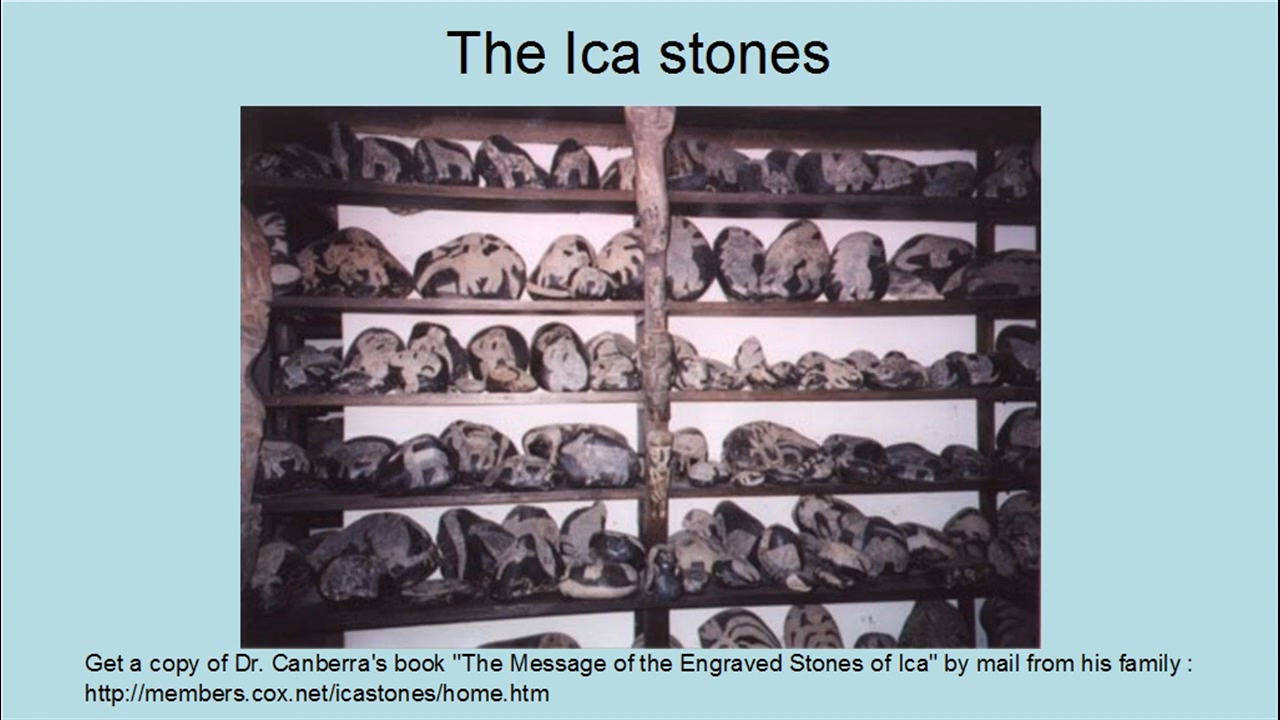 The Ica stones
Get a copy of Dr. Canberra's book "The Message of the Engraved Stones of Ica" by mail from his family :
http://members.cox.net/icastones/home.htm